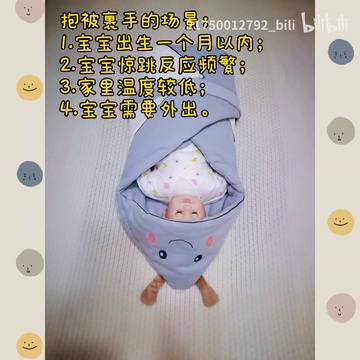 抱被裹手的场景：
1750012792_bili bilibili
1.宝宝出生一个月以内；
2.宝宝惊跳反应频繁；
3.家里温度较低；
4.宝宝需要外出。